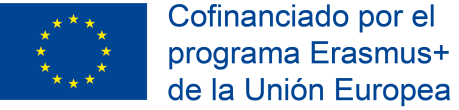 Cofinanciado por el
programa Erasmus+
de la Unión Europea